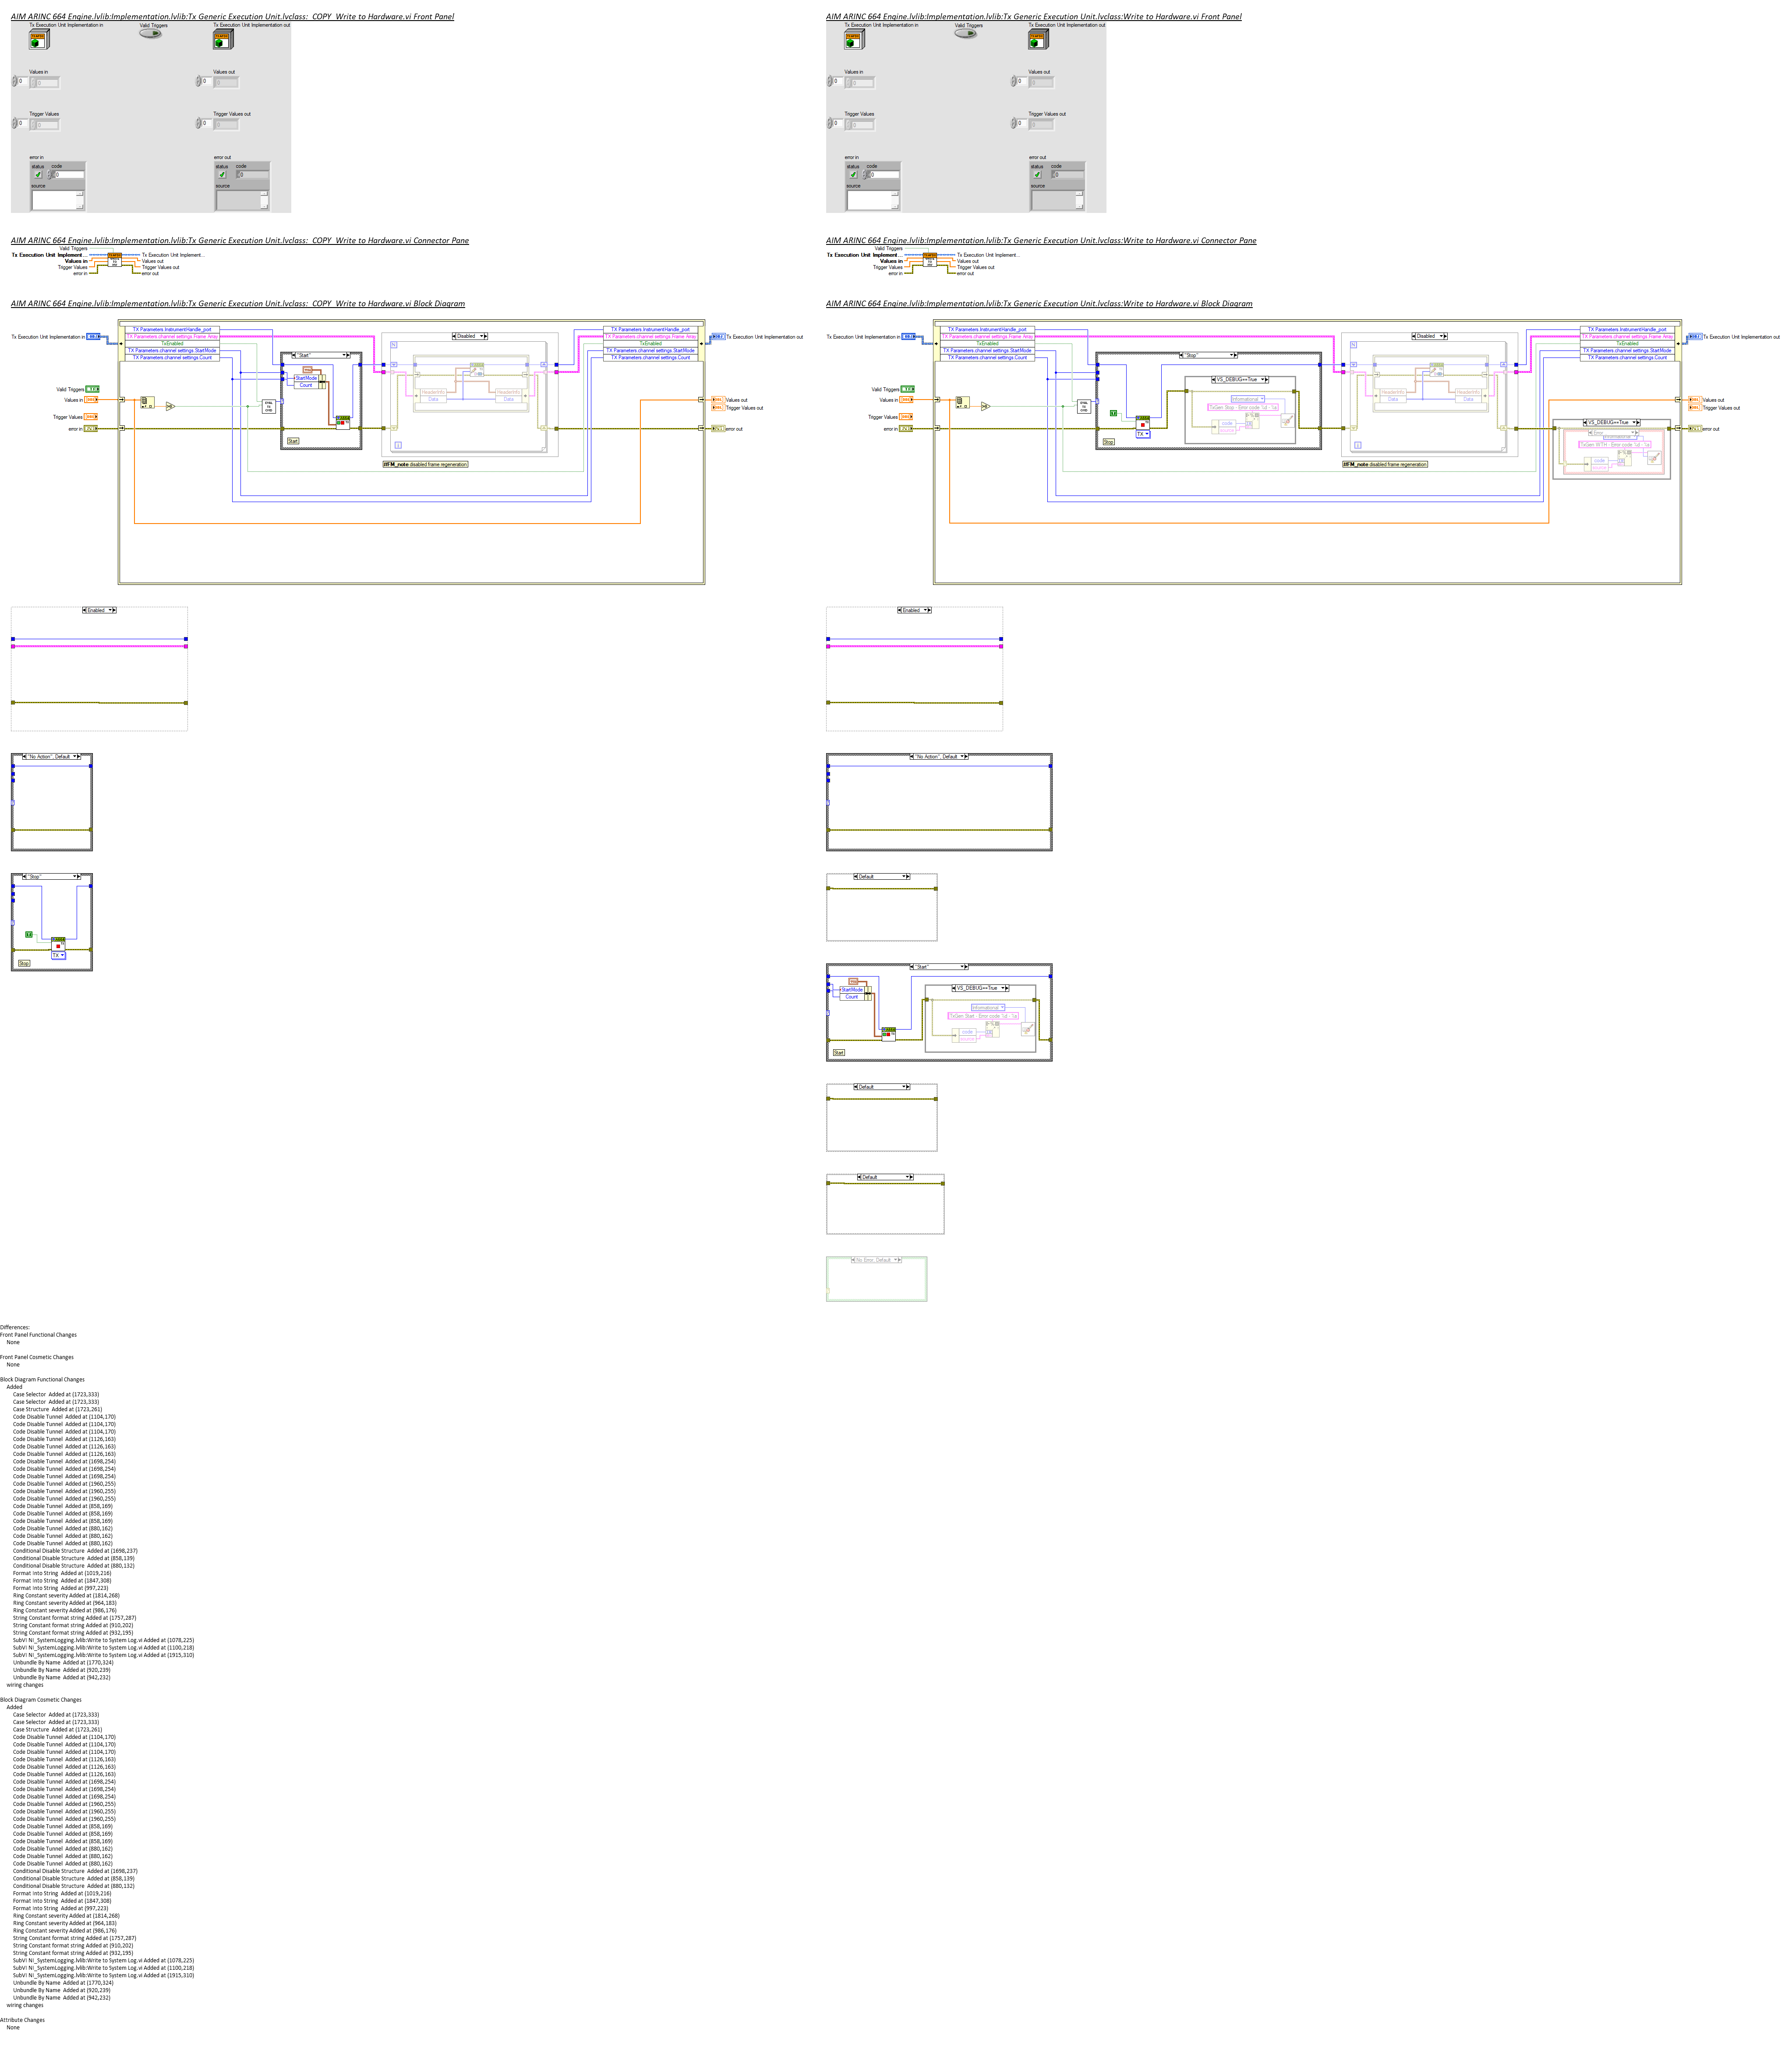 AIM ARINC 664 Engine.lvlib:Implementation.lvlib:Tx Generic Execution Unit.lvclass:_COPY_Write to Hardware.vi Front Panel
Tx Execution Unit Implementation in
Valid Triggers
Tx Execution Unit Implementation out
Values in
Values out
Trigger Values
Trigger Values out
error in
error out
status code
status code
source
source
AIM ARINC 664 Engine.lvlib:Implementation.lvlib:Tx Generic Execution Unit.lvclass:Write to Hardware.vi Front Panel
Tx Execution Unit Implementation in
Valid Triggers
Tx Execution Unit Implementation out
Values in
Values out
Trigger Values
Trigger Values out
error in
error out
status code
status code
source
source
AIM ARINC 664 Engine.lvlib:Implementation.lvlib:Tx Generic Execution Unit.lvclass:_COPY_Write to Hardware.vi Connector Pane
Valid Triggers
Tx Execution Unit Implement...
Tx Execution Unit Implement...
Values in
Values out
Trigger Values
Trigger Values out
error in
error out
AIM ARINC 664 Engine.lvlib:Implementation.lvlib:Tx Generic Execution Unit.lvclass:Write to Hardware.vi Connector Pane
Valid Triggers
Tx Execution Unit Implement...
Tx Execution Unit Implement...
Values in
Values out
Trigger Values
Trigger Values out
error in
error out
AIM ARINC 664 Engine.lvlib:Implementation.lvlib:Tx Generic Execution Unit.lvclass:_COPY_Write to Hardware.vi Block Diagram
TX Parameters.InstrumentHandle_port
TX Parameters.channel settings.Frame_Array
TxEnabled
TX Parameters.channel settings.StartMode
TX Parameters.channel settings.Count
Disabled
TX Parameters.InstrumentHandle_port
TX Parameters.channel settings.Frame_Array
TxEnabled
TX Parameters.channel settings.StartMode
TX Parameters.channel settings.Count
Tx Execution Unit Implementation in
Tx Execution Unit Implementation out
"Start"
StartMode
Count
HeaderInfo
Data
HeaderInfo
Data
Valid Triggers
Values in
Trigger Values
error in
Values out
Trigger Values out
error out
Start
#FM_note disabled frame regeneration
AIM ARINC 664 Engine.lvlib:Implementation.lvlib:Tx Generic Execution Unit.lvclass:Write to Hardware.vi Block Diagram
TX Parameters.InstrumentHandle_port
TX Parameters.channel settings.Frame_Array
TxEnabled
TX Parameters.channel settings.StartMode
TX Parameters.channel settings.Count
Disabled
TX Parameters.InstrumentHandle_port
TX Parameters.channel settings.Frame_Array
TxEnabled
TX Parameters.channel settings.StartMode
TX Parameters.channel settings.Count
Tx Execution Unit Implementation in
Tx Execution Unit Implementation out
"Stop"
VS_DEBUG==True
Informational
TxGen Stop - Error code
code
source
TX
Stop
HeaderInfo
Data
HeaderInfo
Data
Valid Triggers
Values in
Trigger Values
error in
Values out
Trigger Values out
error out
VS_DEBUG==True
Error
Informational
TxGen WTH - Error code
code
source
#FM_note disabled frame regeneration
Enabled
Enabled
"No Action", Default
"No Action", Default
"Stop"
TX
Stop
Default
"Start"
StartMode
Count
VS_DEBUG==True
Informational
TxGen Start - Error code
code
source
Start
Default
Default
No Error, Default
Differences:
Front Panel Functional Changes
None
Front Panel Cosmetic Changes
None
Block Diagram Functional Changes
Added
Case Selector Added at (1723,333)
Case Selector Added at (1723,333)
Case Structure Added at (1723,261)
Code Disable Tunnel Added at (1104,170)
Code Disable Tunnel Added at (1104,170)
Code Disable Tunnel Added at (1104,170)
Code Disable Tunnel Added at (1126,163)
Code Disable Tunnel Added at (1126,163)
Code Disable Tunnel Added at (1126,163)
Code Disable Tunnel Added at (1698,254)
Code Disable Tunnel Added at (1698,254)
Code Disable Tunnel Added at (1698,254)
Code Disable Tunnel Added at (1960,255)
Code Disable Tunnel Added at (1960,255)
Code Disable Tunnel Added at (1960,255)
Code Disable Tunnel Added at (858,169)
Code Disable Tunnel Added at (858,169)
Code Disable Tunnel Added at (858,169)
Code Disable Tunnel Added at (880,162)
Code Disable Tunnel Added at (880,162)
Code Disable Tunnel Added at (880,162)
Conditional Disable Structure Added at (1698,237)
Conditional Disable Structure Added at (858,139)
Conditional Disable Structure Added at (880,132)
Format Into String Added at (1019,216)
Format Into String Added at (1847,308)
Format Into String Added at (997,223)
Ring Constant severity Added at (1814,268)
Ring Constant severity Added at (964,183)
Ring Constant severity Added at (986,176)
String Constant format string Added at (1757,287)
String Constant format string Added at (910,202)
String Constant format string Added at (932,195)
SubVI NI_SystemLogging.lvlib:Write to System Log.vi Added at (1078,225)
SubVI NI_SystemLogging.lvlib:Write to System Log.vi Added at (1100,218)
SubVI NI_SystemLogging.lvlib:Write to System Log.vi Added at (1915,310)
Unbundle By Name Added at (1770,324)
Unbundle By Name Added at (920,239)
Unbundle By Name Added at (942,232)
wiring changes
Block Diagram Cosmetic Changes
Added
Case Selector Added at (1723,333)
Case Selector Added at (1723,333)
Case Structure Added at (1723,261)
Code Disable Tunnel Added at (1104,170)
Code Disable Tunnel Added at (1104,170)
Code Disable Tunnel Added at (1104,170)
Code Disable Tunnel Added at (1126,163)
Code Disable Tunnel Added at (1126,163)
Code Disable Tunnel Added at (1126,163)
Code Disable Tunnel Added at (1698,254)
Code Disable Tunnel Added at (1698,254)
Code Disable Tunnel Added at (1698,254)
Code Disable Tunnel Added at (1960,255)
Code Disable Tunnel Added at (1960,255)
Code Disable Tunnel Added at (1960,255)
Code Disable Tunnel Added at (858,169)
Code Disable Tunnel Added at (858,169)
Code Disable Tunnel Added at (858,169)
Code Disable Tunnel Added at (880,162)
Code Disable Tunnel Added at (880,162)
Code Disable Tunnel Added at (880,162)
Conditional Disable Structure Added at (1698,237)
Conditional Disable Structure Added at (858,139)
Conditional Disable Structure Added at (880,132)
Format Into String Added at (1019,216)
Format Into String Added at (1847,308)
Format Into String Added at (997,223)
Ring Constant severity Added at (1814,268)
Ring Constant severity Added at (964,183)
Ring Constant severity Added at (986,176)
String Constant format string Added at (1757,287)
String Constant format string Added at (910,202)
String Constant format string Added at (932,195)
SubVI NI_SystemLogging.lvlib:Write to System Log.vi Added at (1078,225)
SubVI NI_SystemLogging.lvlib:Write to System Log.vi Added at (1100,218)
SubVI NI_SystemLogging.lvlib:Write to System Log.vi Added at (1915,310)
Unbundle By Name Added at (1770,324)
Unbundle By Name Added at (920,239)
Unbundle By Name Added at (942,232)
wiring changes
Attribute Changes
None